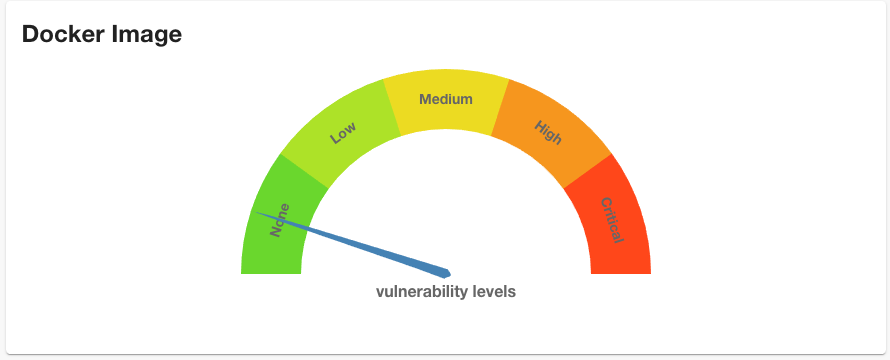 Docker Image
Medium
Low
High
None
Critical
vulnerability levels